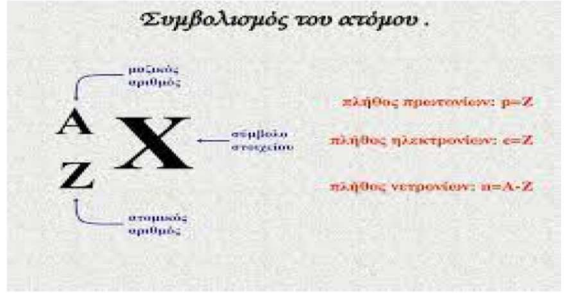 Συμβολισμός του ατόμου .
μαζικός
αριθμός
A
X
Z
σύμβολο
στοιχείου
ατομικός
αριθμός
πλήθος πρωτονίων: p=Z
πλήθος ηλεκτρονίων: e=Z
πλήθος νετρονίων: n=A-Z